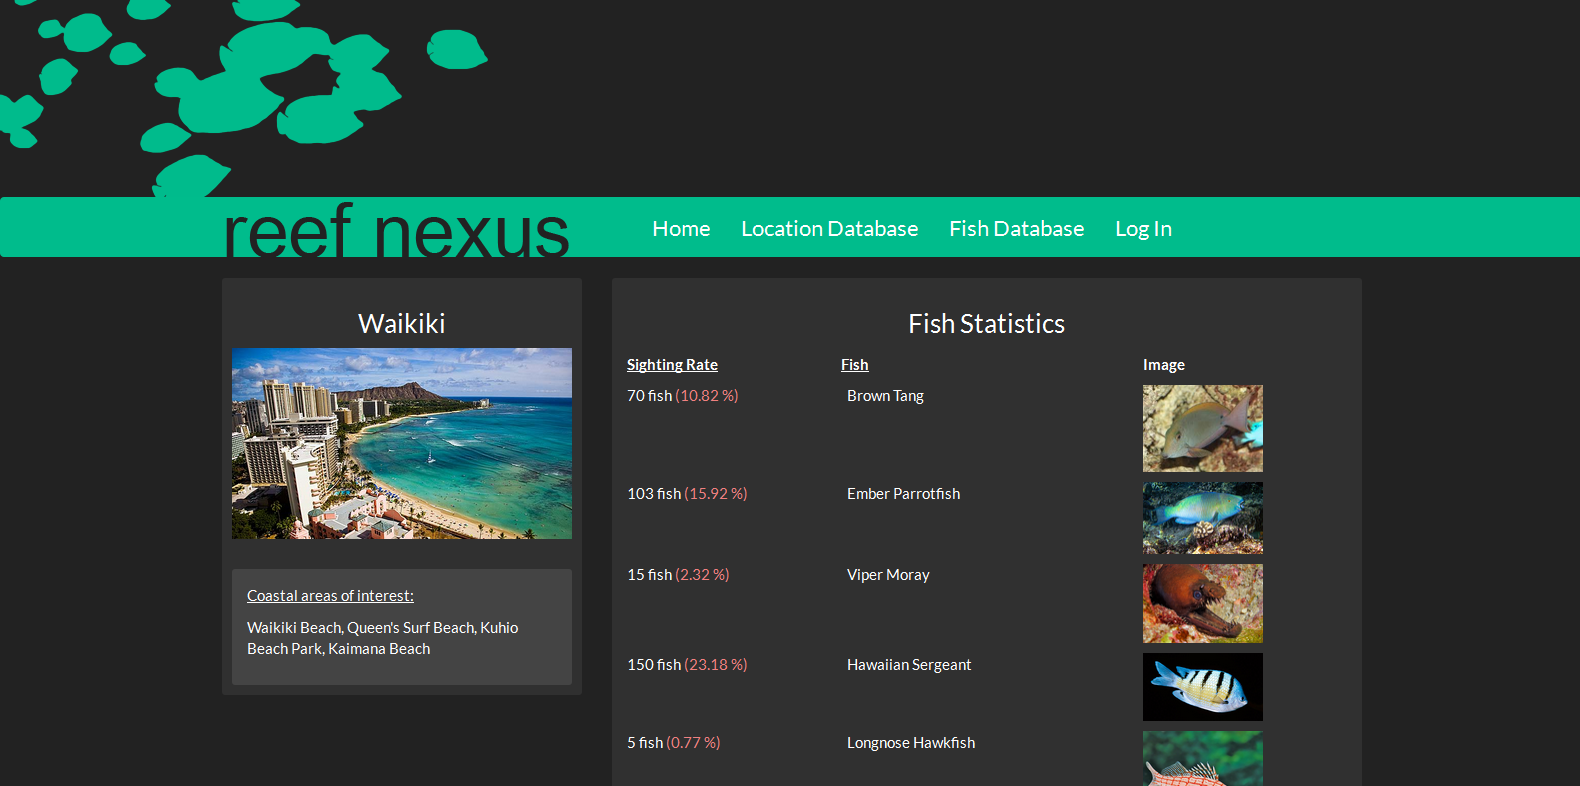 reef nexus
Home Location Database Fish Database Log In
Waikiki
Coastal areas of interest:
Waikiki Beach, Queen's Surf Beach, Kuhio
Beach Park, Kaimana Beach
Fish Statistics
Sighting Rate Fish Image
70 fish (10.82 %) Brown Tang
103 fish (15.92 %) Ember Parrotfish
15 fish (2.32 %) Viper Moray
150 fish (23.18 %) Hawaiian Sergeant
5 fish (0.77 %) Longnose Hawkfish